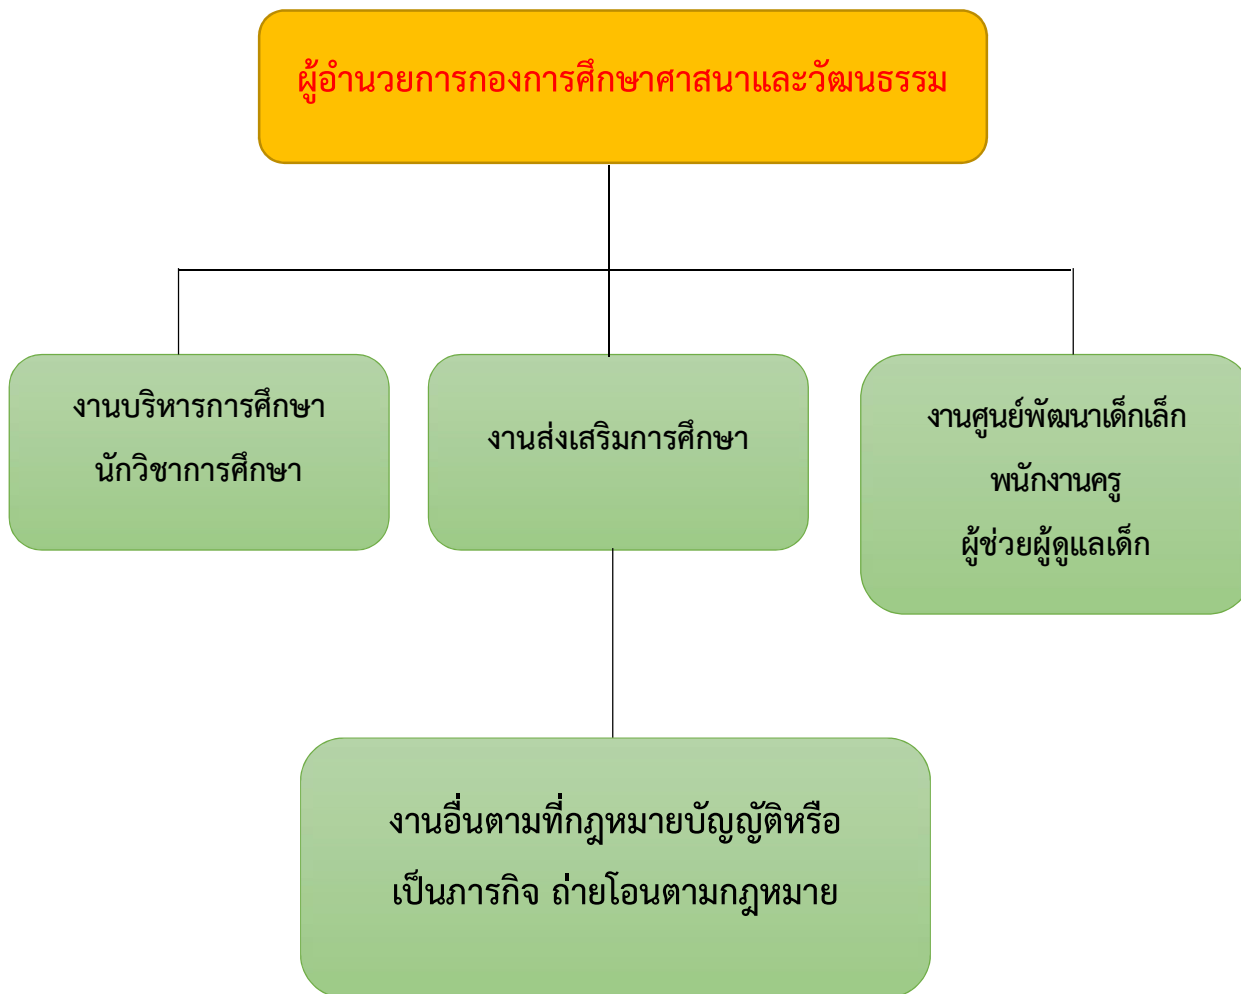 ผู้อำนวยการกองการศึกษาศาสนาและวัฒนธรรม
งานบริหารการศึกษา
นักวิชาการศึกษา
งานส่งเสริมการศึกษา
งานศูนย์พัฒนาเด็กเล็ก
พนักงานครู
ผู้ช่วยผู้ดูแลเด็ก
งานอื่นตามที่กฎหมายบัญญัติหรือ
เป็นภารกิจ ถ่ายโอนตามกฎหมาย